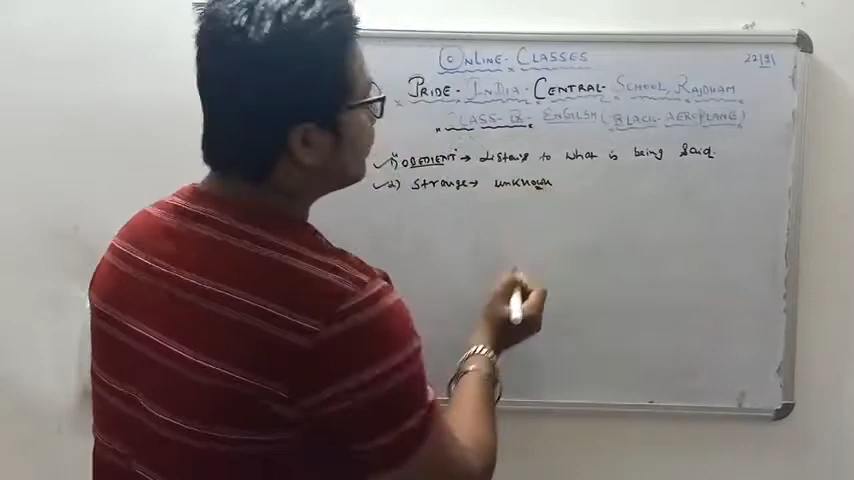 ONLINE-CLASSES 22/9/
PRIDE-INDIA-CENTRAL-SCHOOL, RAJDHAM
CLASS-8- ENGLISH (BLACK-AEROPLANE)
1) OBEDIENT → listens to what is being said.
2) Strange → unknown